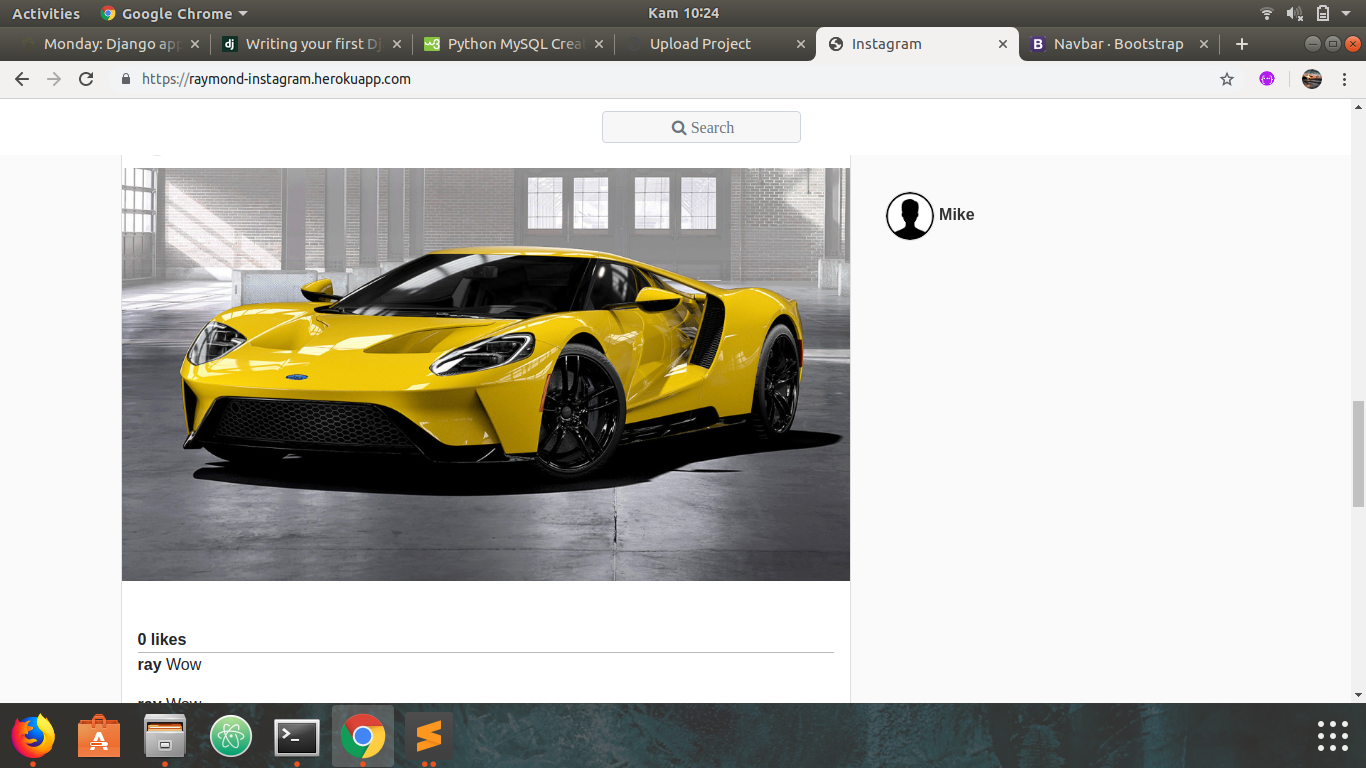 Activities Google Chrome Kam 10:24
Monday: Django app Writing your first Dj Python MySQL Crea Upload Project Instagram Navbar · Bootstrap
https://raymond-instagram.herokuapp.com
Search
Mike
0 likes
ray Wow
ray Wow